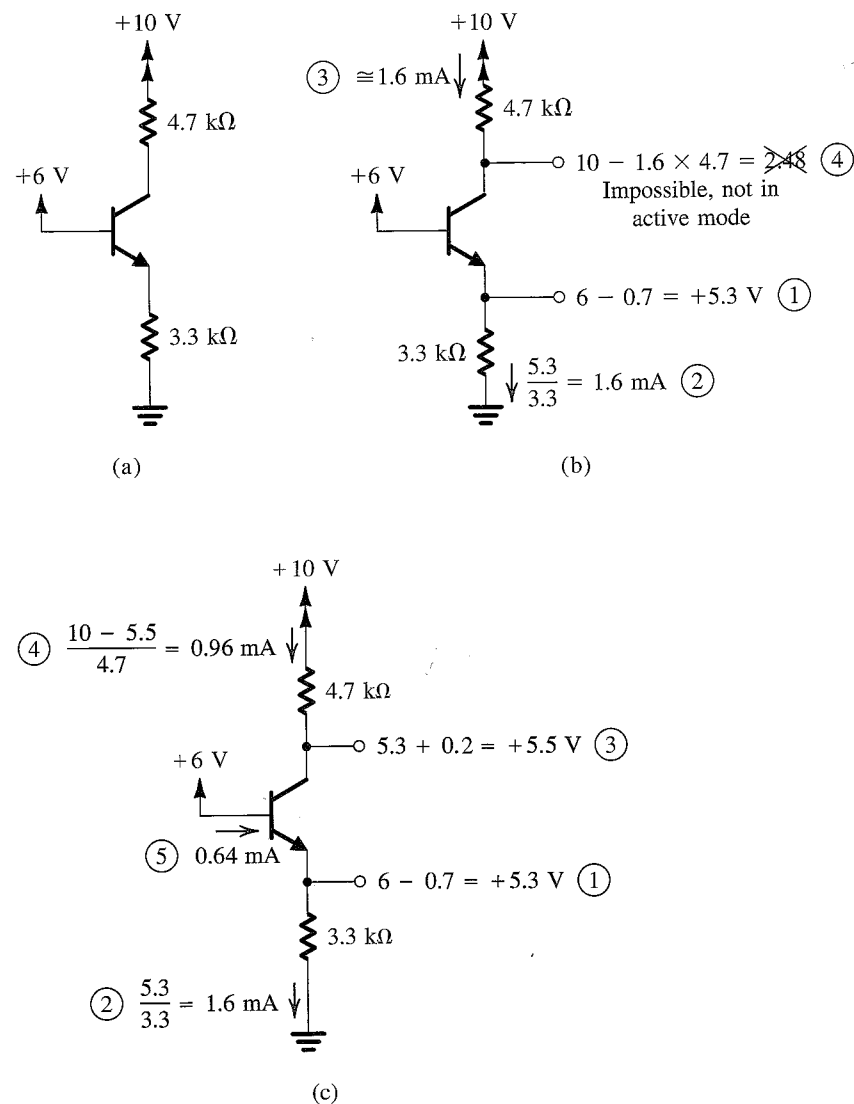 +10 V
4.7 kΩ
+6 V
3.3 kΩ
(a)
+10 V
③ ≅1.6 mA
4.7 kΩ
10 − 1.6 × 4.7 = 2.48 ④
Impossible, not in
active mode
+6 V
6 − 0.7 = +5.3 V ①
3.3 kΩ
5.3/3.3 = 1.6 mA ②
(b)
+10 V
④ 10 − 5.5/4.7 = 0.96 mA
4.7 kΩ
5.3 + 0.2 = +5.5 V ③
+6 V
⑤ 0.64 mA
6 − 0.7 = +5.3 V ①
3.3 kΩ
② 5.3/3.3 = 1.6 mA
(c)